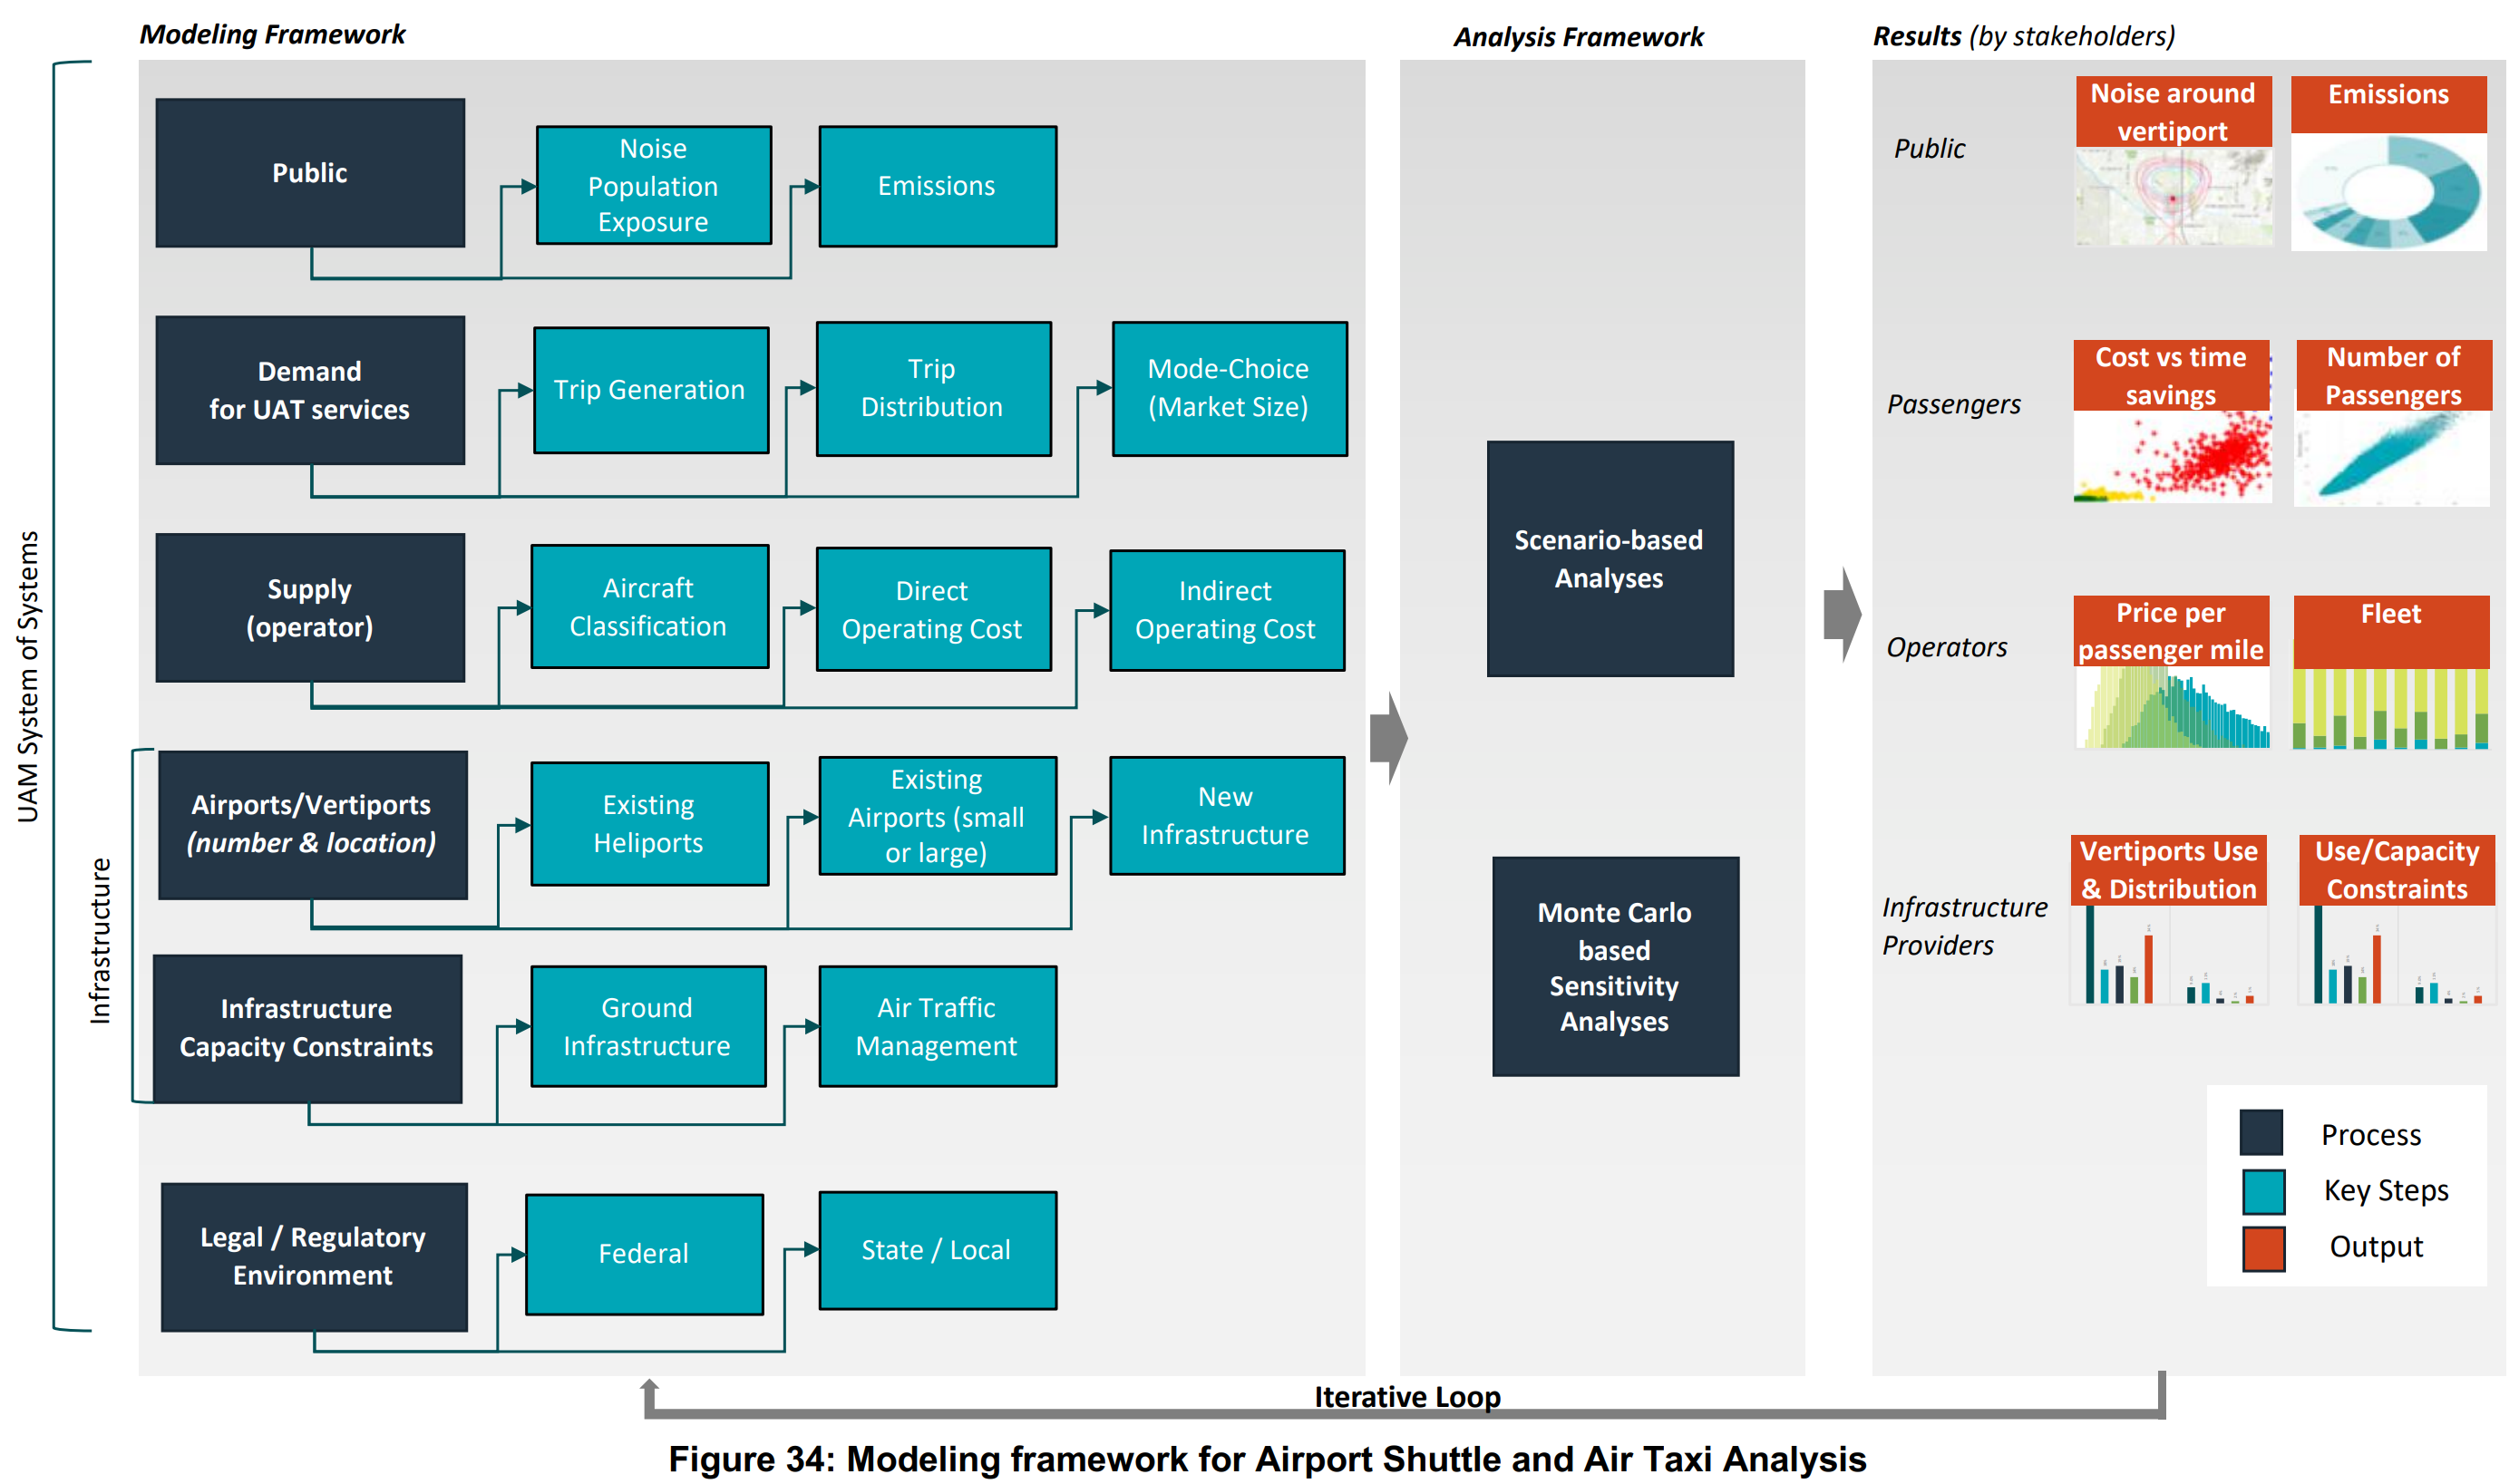 Modeling Framework
Analysis Framework
Results (by stakeholders)
UAM System of Systems
Infrastructure
Public
Noise
Population
Exposure
Emissions
Demand
for UAT services
Trip Generation
Trip
Distribution
Mode-Choice
(Market Size)
Supply
(operator)
Aircraft
Classification
Direct
Operating Cost
Indirect
Operating Cost
Airports/Vertiports
(number & location)
Existing
Heliports
Existing
Airports (small
or large)
New
Infrastructure
Infrastructure
Capacity Constraints
Ground
Infrastructure
Air Traffic
Management
Legal / Regulatory
Environment
Federal
State / Local
Scenario-based
Analyses
Monte Carlo
based
Sensitivity
Analyses
Public
Noise around
vertiport
Emissions
Passengers
Cost vs time
savings
Number of
Passengers
Operators
Price per
passenger mile
Fleet
Infrastructure
Providers
Vertiports Use
& Distribution
Use/Capacity
Constraints
Process
Key Steps
Output
Iterative Loop
Figure 34: Modeling framework for Airport Shuttle and Air Taxi Analysis